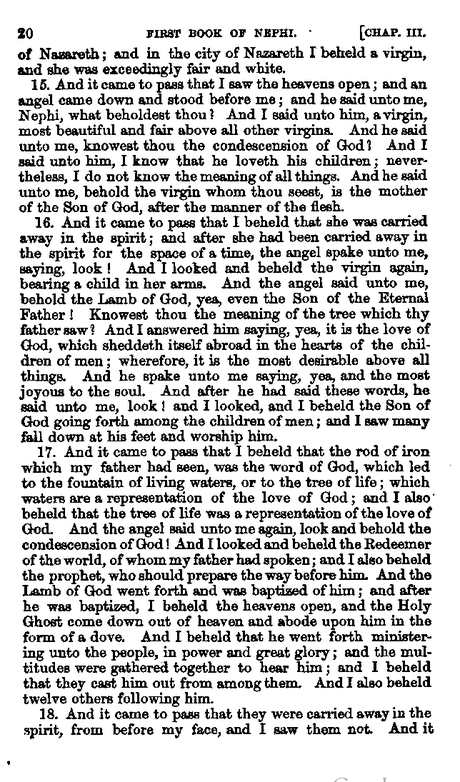 20 FIRST BOOK OF NEPHI. [CHAP. III.
of Nazareth; and in the city of Nazareth I beheld a virgin,
and she was exceedingly fair and white.
15. And it came to pass that I saw the heavens open; and an
angel came down and stood before me; and he said unto me,
Nephi, what beholdest thou? And I said unto him, a virgin,
most beautiful and fair above all other virgins. And he said
unto me, knowest thou the condescension of God? And I
said unto him, I know that he loveth his children; never-
theless, I do not know the meaning of all things. And he said
unto me, behold the virgin whom thou seest, is the mother
of the Son of God, after the manner of the flesh.
16. And it came to pass that I beheld that she was carried
away in the spirit; and after she had been carried away in
the spirit for the space of a time, the angel spake unto me,
saying, look! And I looked and beheld the virgin again,
bearing a child in her arms. And the angel said unto me,
behold the Lamb of God, yea, even the Son of the Eternal
Father! Knowest thou the meaning of the tree which thy
father saw? And I answered him saying, yea, it is the love of
God, which sheddeth itself abroad in the hearts of the chil-
dren of men; wherefore, it is the most desirable above all
things. And he spake unto me saying, yea, and the most
joyous to the soul. And after he had said these words, he
said unto me, look! and I looked, and I beheld the Son of
God going forth among the children of men; and I saw many
fall down at his feet and worship him.
17. And it came to pass that I beheld that the rod of iron
which my father had seen, was the word of God, which led
to the fountain of living waters, or to the tree of life; which
waters are a representation of the love of God; and I also
beheld that the tree of life was a representation of the love of
God. And the angel said unto me again, look and behold the
condescension of God! And I looked and beheld the Redeemer
of the world, of whom my father had spoken; and I also beheld
the prophet, who should prepare the way before him. And the
Lamb of God went forth and was baptized of him; and after
he was baptized, I beheld the heavens open, and the Holy
Ghost come down out of heaven and abode upon him in the
form of a dove. And I beheld that he went forth minister-
ing unto the people, in power and great glory; and the mul-
titudes were gathered together to hear him; and I beheld
that they cast him out from among them. And I also beheld
twelve others following him.
18. And it came to pass that they were carried away in the
spirit, from before my face, and I saw them not. And it